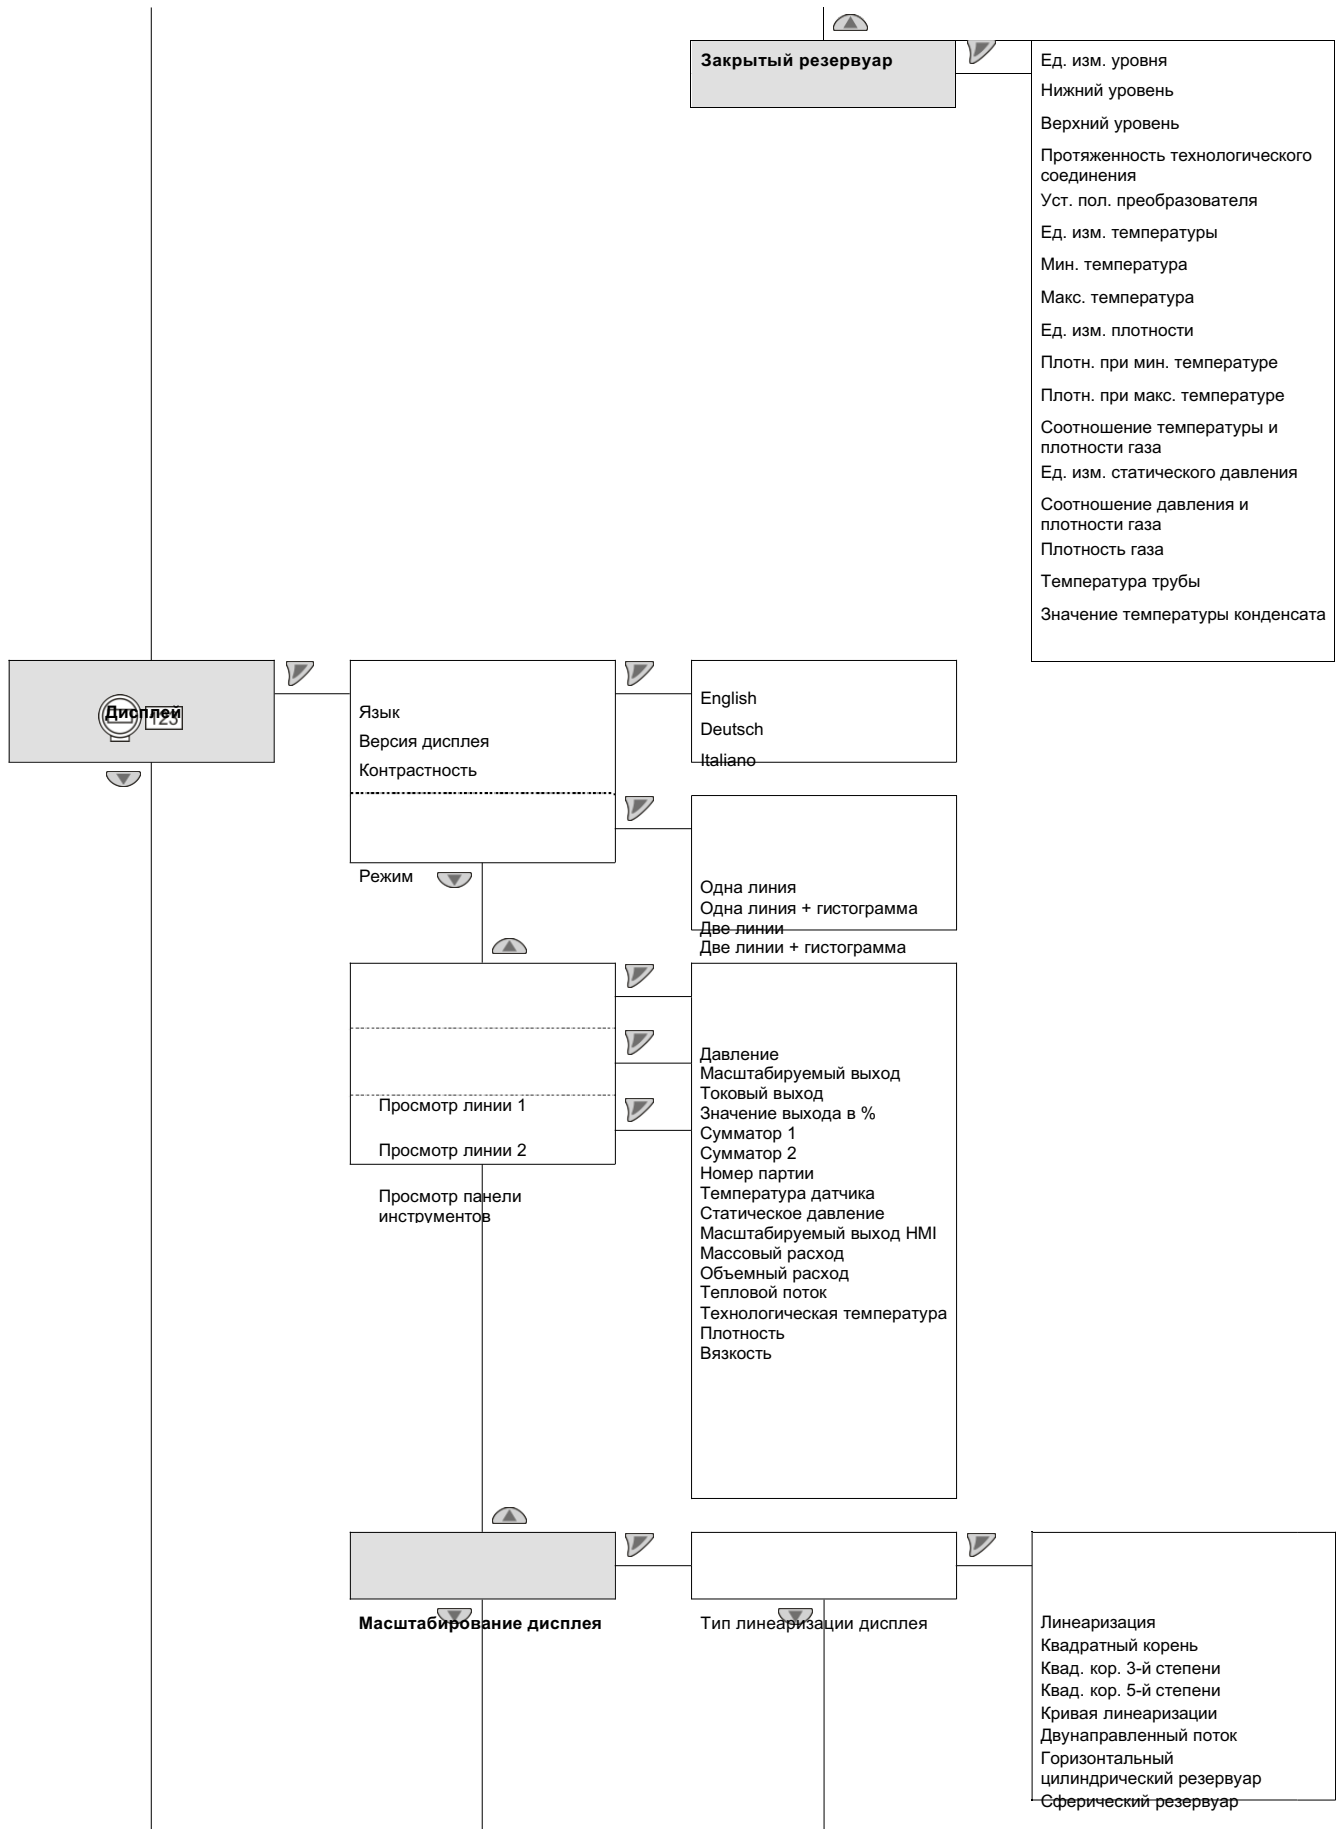 Закрытый резервуар
Ед. изм. уровня
Нижний уровень
Верхний уровень
Протяженность технологического
соединения
Уст. пол. преобразователя
Ед. изм. температуры
Мин. температура
Макс. температура
Ед. изм. плотности
Плотн. при мин. температуре
Плотн. при макс. температуре
Соотношение температуры и
плотности газа
Ед. изм. статического давления
Соотношение давления и
плотности газа
Плотность газа
Температура трубы
Значение температуры конденсата
Дисплей
123
Язык
Версия дисплея
Контрастность
English
Deutsch
Italiano
Режим
Одна линия
Одна линия + гистограмма
Две линии
Две линии + гистограмма
Просмотр линии 1
Просмотр линии 2
Просмотр панели
инструментов
Давление
Масштабируемый выход
Токовый выход
Значение выхода в %
Сумматор 1
Сумматор 2
Номер партии
Температура датчика
Статическое давление
Масштабируемый выход HMI
Массовый расход
Объемный расход
Тепловой поток
Технологическая температура
Плотность
Вязкость
Масштабирование дисплея
Тип линеаризации дисплея
Линеаризация
Квадратный корень
Квад. кор. 3-й степени
Квад. кор. 5-й степени
Кривая линеаризации
Двунаправленный поток
Горизонтальный
цилиндрический резервуар
Сферический резервуар